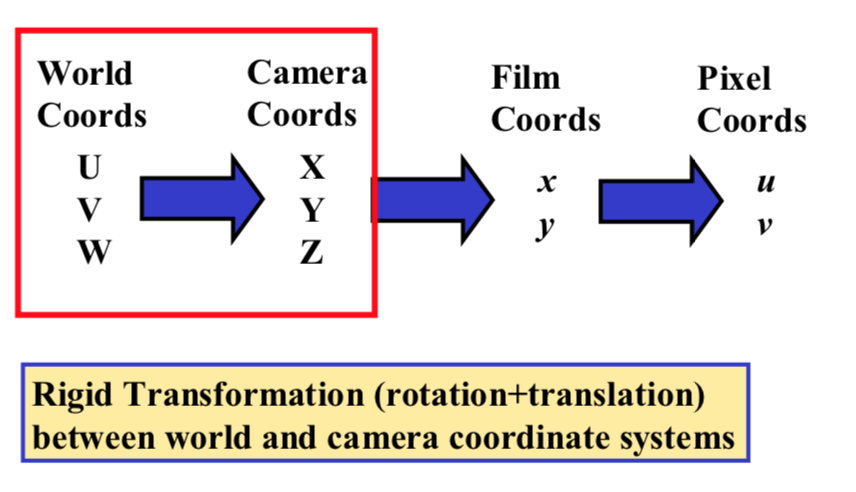 World
Coords
U
V
W
Camera
Coords
X
Y
Z
Film
Coords
x
y
Pixel
Coords
u
v
Rigid Transformation (rotation+translation)
between world and camera coordinate systems